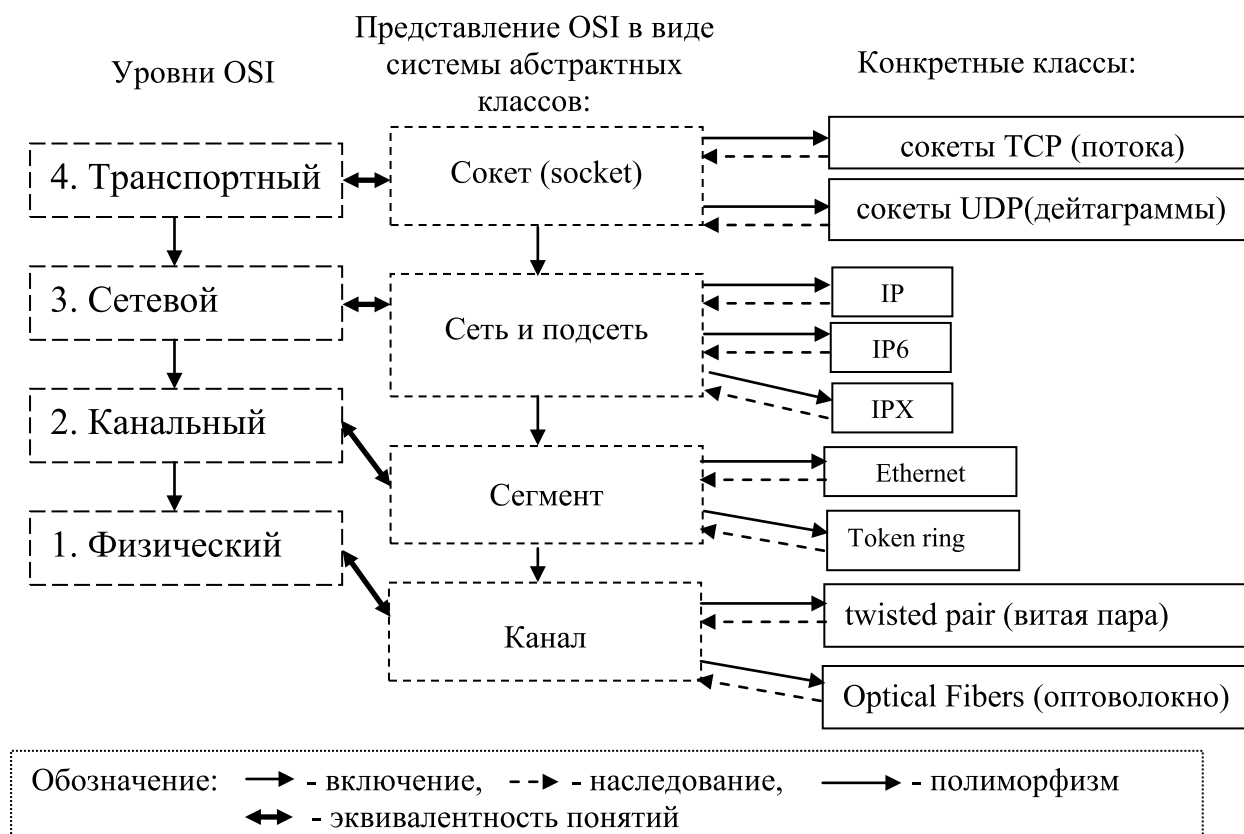 Уровни OSI
Представление OSI в виде
системы абстрактных
классов:
Конкретные классы:
4. Транспортный
Сокет (socket)
сокеты TCP (потока)
сокеты UDP(дейтаграммы)
3. Сетевой
Сеть и подсеть
IP
IP6
IPX
2. Канальный
Сегмент
Ethernet
Token ring
1. Физический
Канал
twisted pair (витая пара)
Optical Fibers (оптоволокно)
Обозначение: - включение, - наследование, - полиморфизм
- эквивалентность понятий